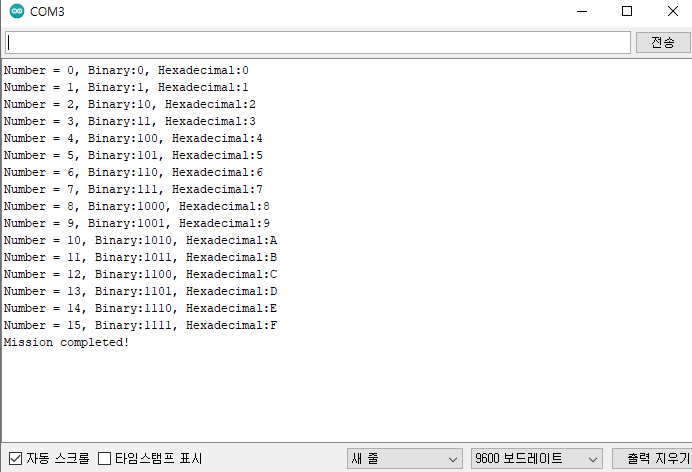 COM3
전송
Number = 0, Binary:0, Hexadecimal:0
Number = 1, Binary:1, Hexadecimal:1
Number = 2, Binary:10, Hexadecimal:2
Number = 3, Binary:11, Hexadecimal:3
Number = 4, Binary:100, Hexadecimal:4
Number = 5, Binary:101, Hexadecimal:5
Number = 6, Binary:110, Hexadecimal:6
Number = 7, Binary:111, Hexadecimal:7
Number = 8, Binary:1000, Hexadecimal:8
Number = 9, Binary:1001, Hexadecimal:9
Number = 10, Binary:1010, Hexadecimal:A
Number = 11, Binary:1011, Hexadecimal:B
Number = 12, Binary:1100, Hexadecimal:C
Number = 13, Binary:1101, Hexadecimal:D
Number = 14, Binary:1110, Hexadecimal:E
Number = 15, Binary:1111, Hexadecimal:F
Mission completed!
자동 스크롤 타임스탬프 표시 새 줄 9600 보드레이트 출력 지우기